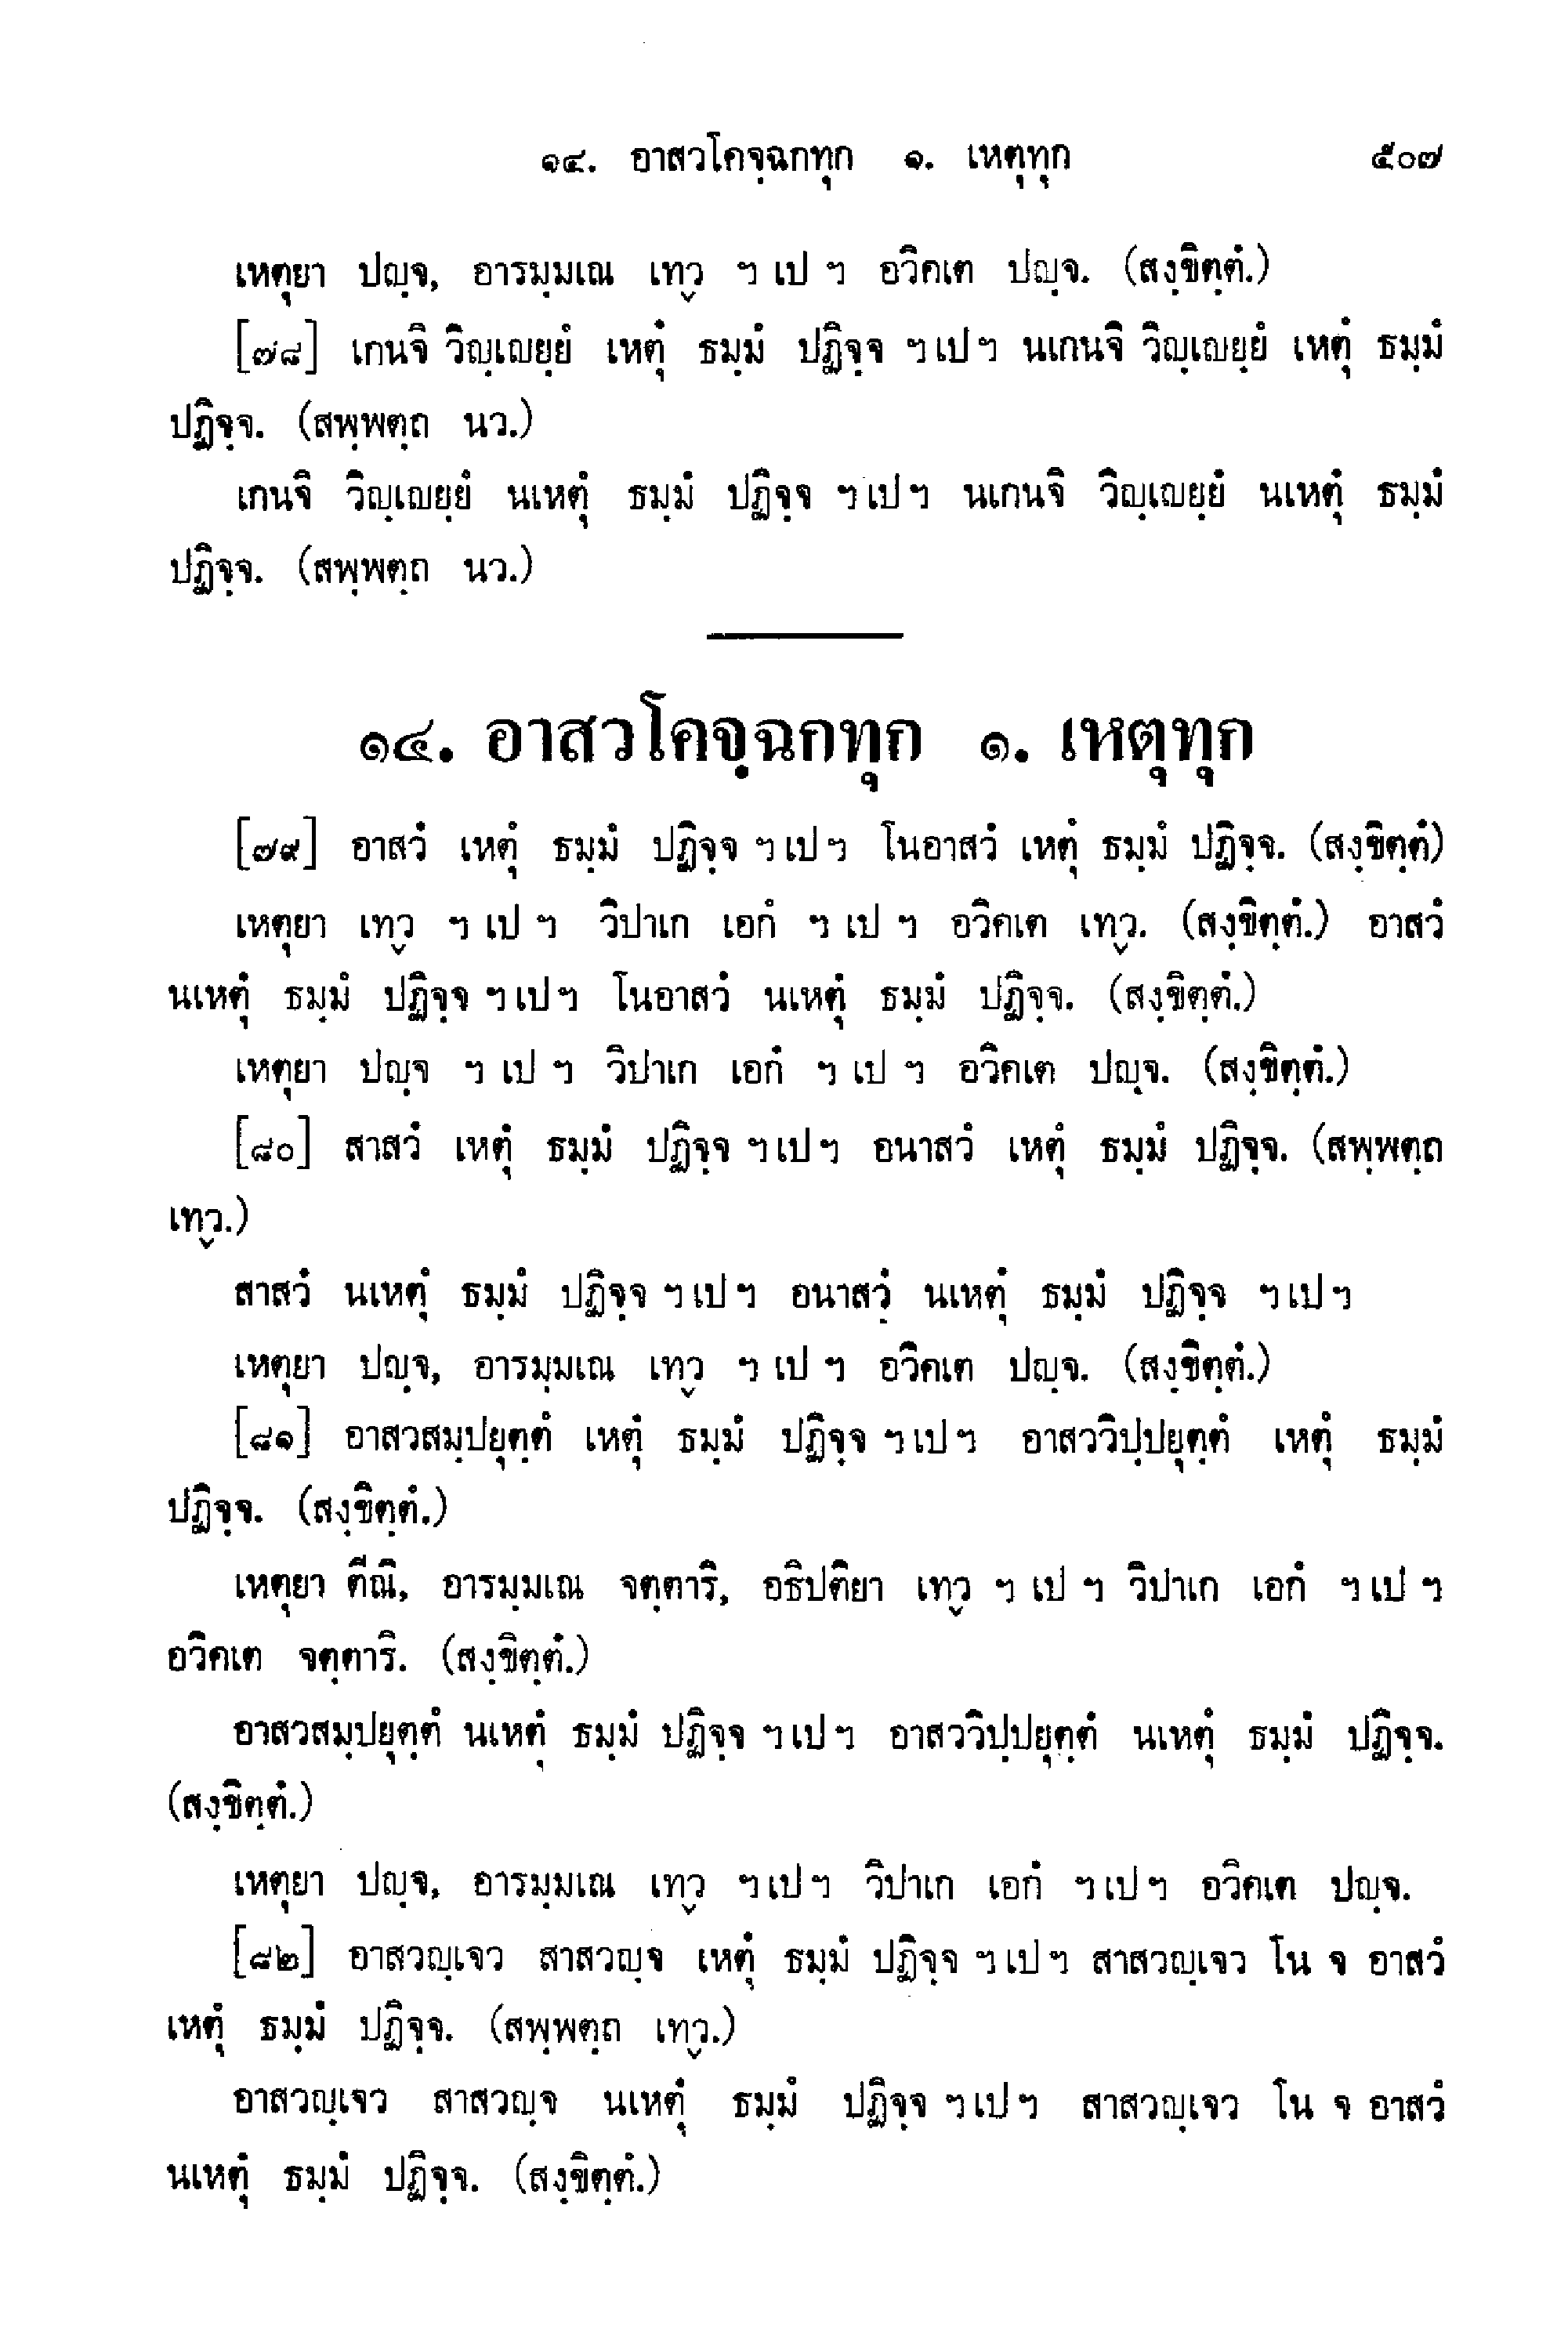 ๑๔. อาสวโคจฺฉกทุก ๑. เหตุทุก ๕๐๗
เหตุยา ปญฺจ, อารมฺมเณ เทฺว ฯ เป ฯ อวิคเต ปญฺจ. (สงฺขิตฺตํ.)
[๗๘] เกนจิ วิญฺเญยฺยํ เหตุํ ธมฺมํ ปฏิจฺจ ฯ เป ฯ นเกนจิ วิญฺเญยฺยํ เหตุํ ธมฺมํ
ปฏิจฺจ. (สพฺพตฺถ นว.)
เกนจิ วิญฺเญยฺยํ นเหตุํ ธมฺมํ ปฏิจฺจ ฯ เป ฯ นเกนจิ วิญฺเญยฺยํ นเหตุํ ธมฺมํ
ปฏิจฺจ. (สพฺพตฺถ นว.)
๑๔. อาสวโคจฺฉกทุก ๑. เหตุทุก
[๗๙] อาสวํ เหตุํ ธมฺมํ ปฏิจฺจ ฯ เป ฯ โนอาสวํ เหตุํ ธมฺมํ ปฏิจฺจ. (สงฺขิตฺตํ)
เหตุยา เทฺว ฯ เป ฯ วิปาเก เอกํ ฯ เป ฯ อวิคเต เทฺว. (สงฺขิตฺตํ.) อาสวํ
นเหตุํ ธมฺมํ ปฏิจฺจ ฯ เป ฯ โนอาสวํ นเหตุํ ธมฺมํ ปฏิจฺจ. (สงฺขิตฺตํ.)
เหตุยา ปญฺจ ฯ เป ฯ วิปาเก เอกํ ฯ เป ฯ อวิคเต ปญฺจ. (สงฺขิตฺตํ.)
[๘๐] สาสวํ เหตุํ ธมฺมํ ปฏิจฺจ ฯ เป ฯ อนาสวํ เหตุํ ธมฺมํ ปฏิจฺจ. (สพฺพตฺถ
เทฺว.)
สาสวํ นเหตุํ ธมฺมํ ปฏิจฺจ ฯ เป ฯ อนาสวฺํ นเหตุํ ธมฺมํ ปฏิจฺจ ฯ เป ฯ
เหตุยา ปญฺจ, อารมฺมเณ เทฺว ฯ เป ฯ อวิคเต ปญฺจ. (สงฺขิตฺตํ.)
[๘๑] อาสวสมฺปยุตฺตํ เหตุํ ธมฺมํ ปฏิจฺจ ฯ เป ฯ อาสววิปฺปยุตฺตํ เหตุํ ธมฺมํ
ปฏิจฺจ. (สงฺขิตฺตํ.)
เหตุยา ตีณิ, อารมฺมเณ จตฺตาริ, อธิปติยา เทฺว ฯ เป ฯ วิปาเก เอกํ ฯ เป ฯ
อวิคเต จตฺตาริ. (สงฺขิตฺตํ.)
อาสวสมฺปยุตฺตํ นเหตุํ ธมฺมํ ปฏิจฺจ ฯ เป ฯ อาสววิปฺปยุตฺตํ นเหตุํ ธมฺมํ ปฏิจฺจ.
(สงฺขิตฺตํ.)
เหตุยา ปญฺจ, อารมฺมเณ เทฺว ฯ เป ฯ วิปาเก เอกํ ฯ เป ฯ อวิคเต ปญฺจ.
[๘๒] อาสวญฺเจว สาสวญฺจ เหตุํ ธมฺมํ ปฏิจฺจ ฯ เป ฯ สาสวญฺเจว โน จ อาสวํ
เหตุํ ธมฺมํ ปฏิจฺจ. (สพฺพตฺถ เทฺว.)
อาสวญฺเจว สาสวญฺจ นเหตุํ ธมฺมํ ปฏิจฺจ ฯ เป ฯ สาสวญฺเจว โน จ อาสวํ
นเหตุํ ธมฺมํ ปฏิจฺจ. (สงฺขิตฺตํ.)